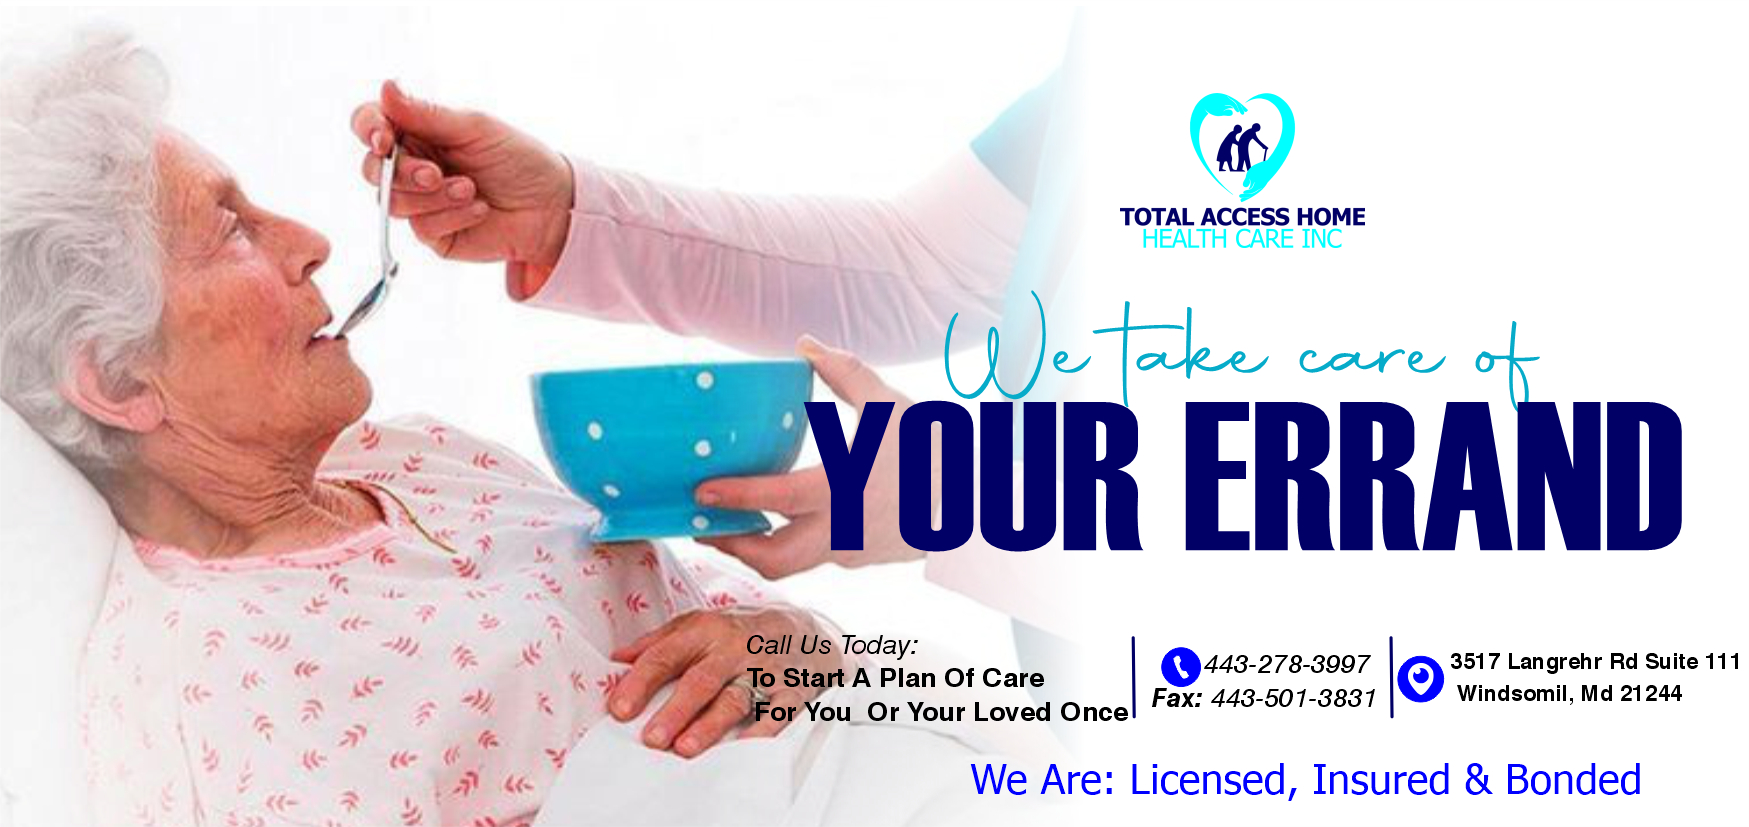 TOTAL ACCESS HOME
HEALTH CARE INC
We take care of
YOUR ERRAND
Call Us Today:
To Start A Plan Of Care
For You Or Your Loved Once
443-278-3997
Fax: 443-501-3831
3517 Langrehr Rd Suite 111
Windsomil, Md 21244
We Are: Licensed, Insured & Bonded